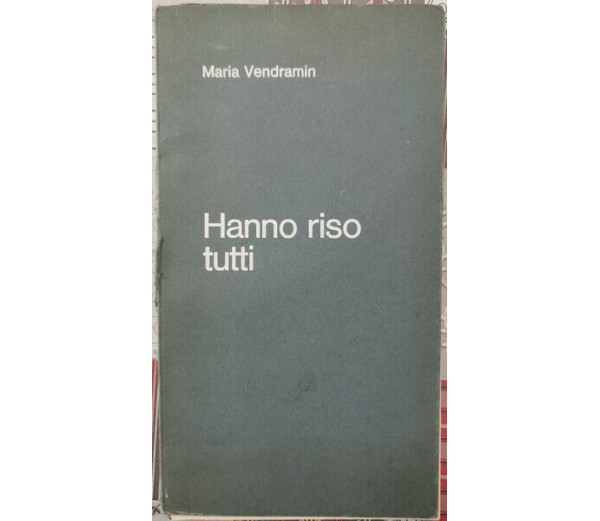 Maria Vendramin
Hanno riso
tutti